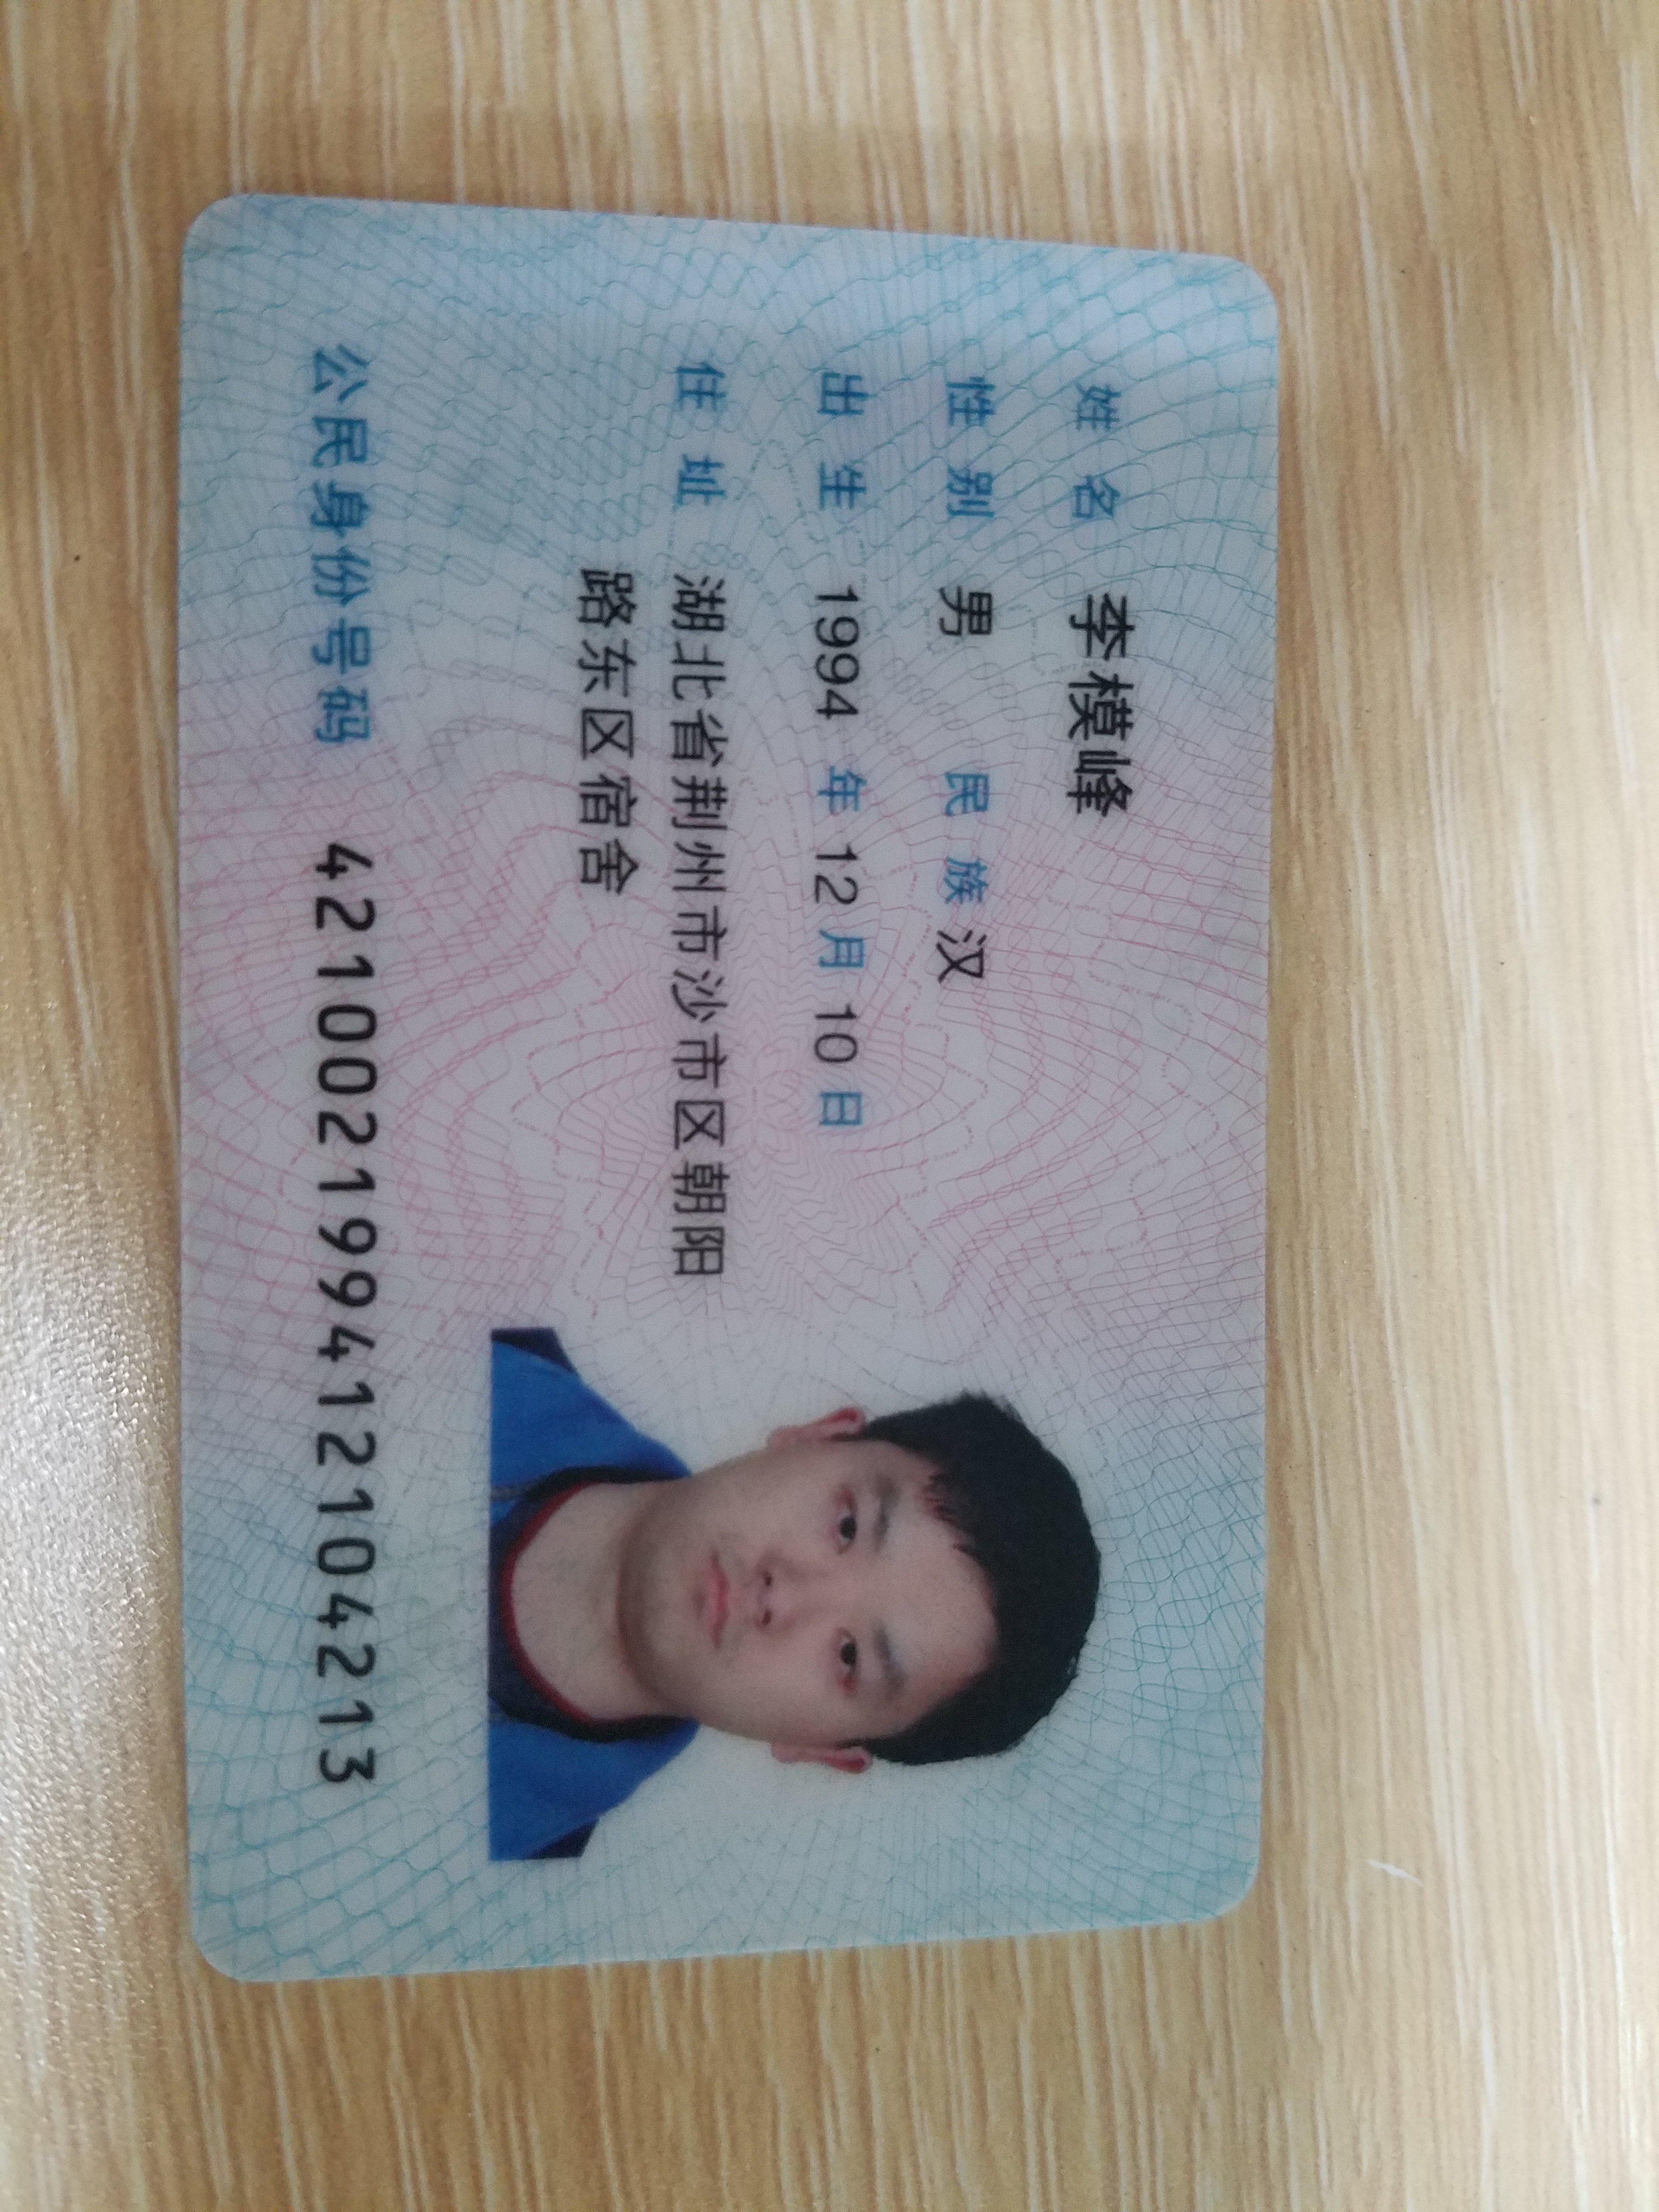 姓名 李模峰
性别 男 民族 汉
出生 1994 年 12 月 10 日
住址 湖北省荆州市沙市区朝阳
路东区宿舍
公民身份号码 421002199412104213